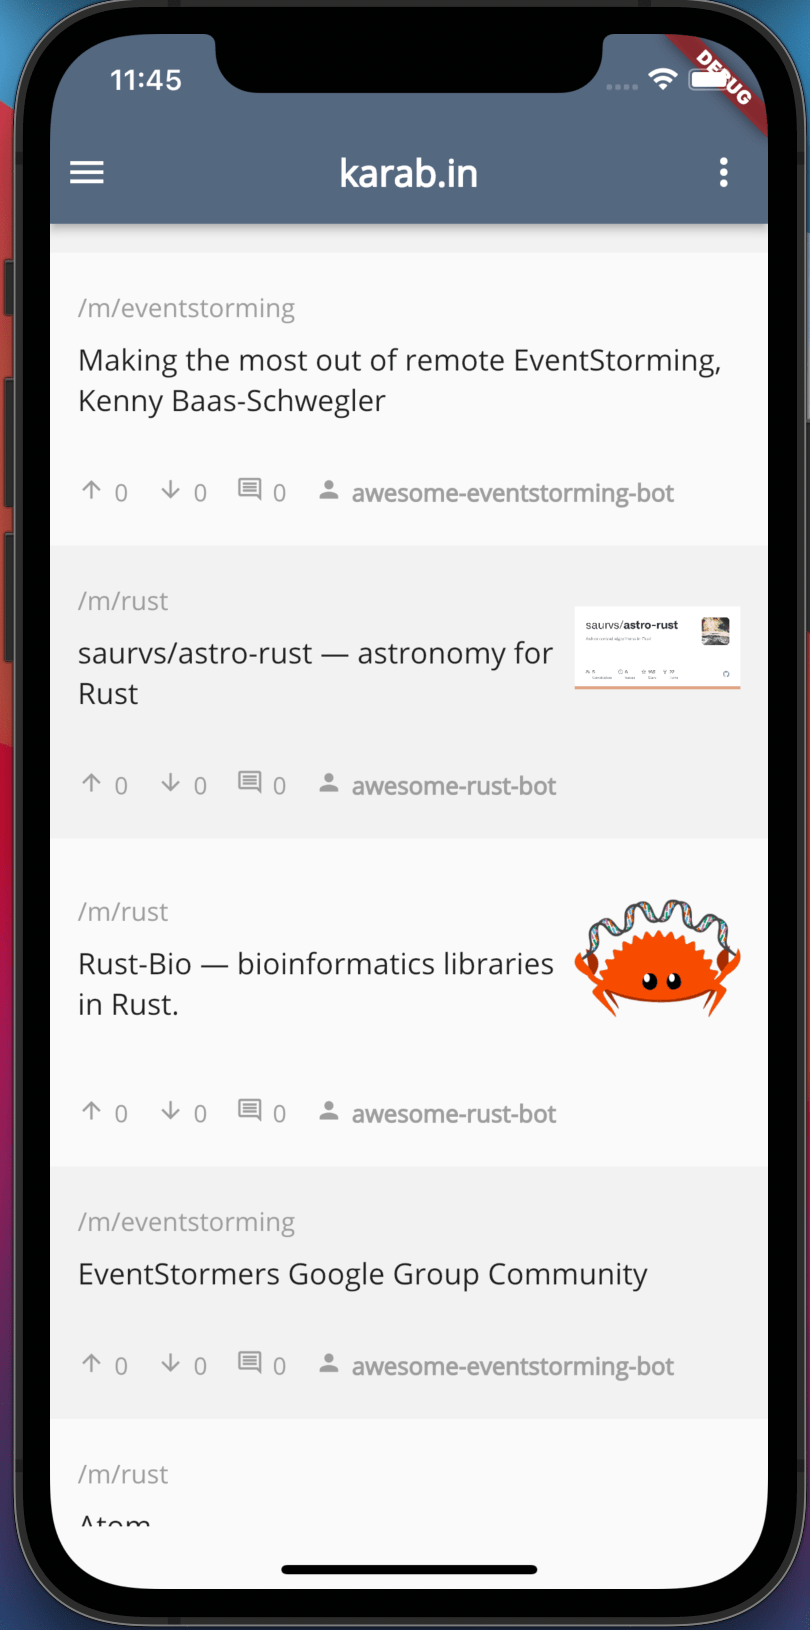 11:45
DEBUG
karab.in
/m/eventstorming
Making the most out of remote EventStorming,
Kenny Baas-Schwegler
0 0 0 awesome-eventstorming-bot
/m/rust
saurvs/astro-rust — astronomy for
Rust
saurvs/astro-rust
0 0 0 awesome-rust-bot
/m/rust
Rust-Bio — bioinformatics libraries
in Rust.
0 0 0 awesome-rust-bot
/m/eventstorming
EventStormers Google Group Community
0 0 0 awesome-eventstorming-bot
/m/rust
Atom